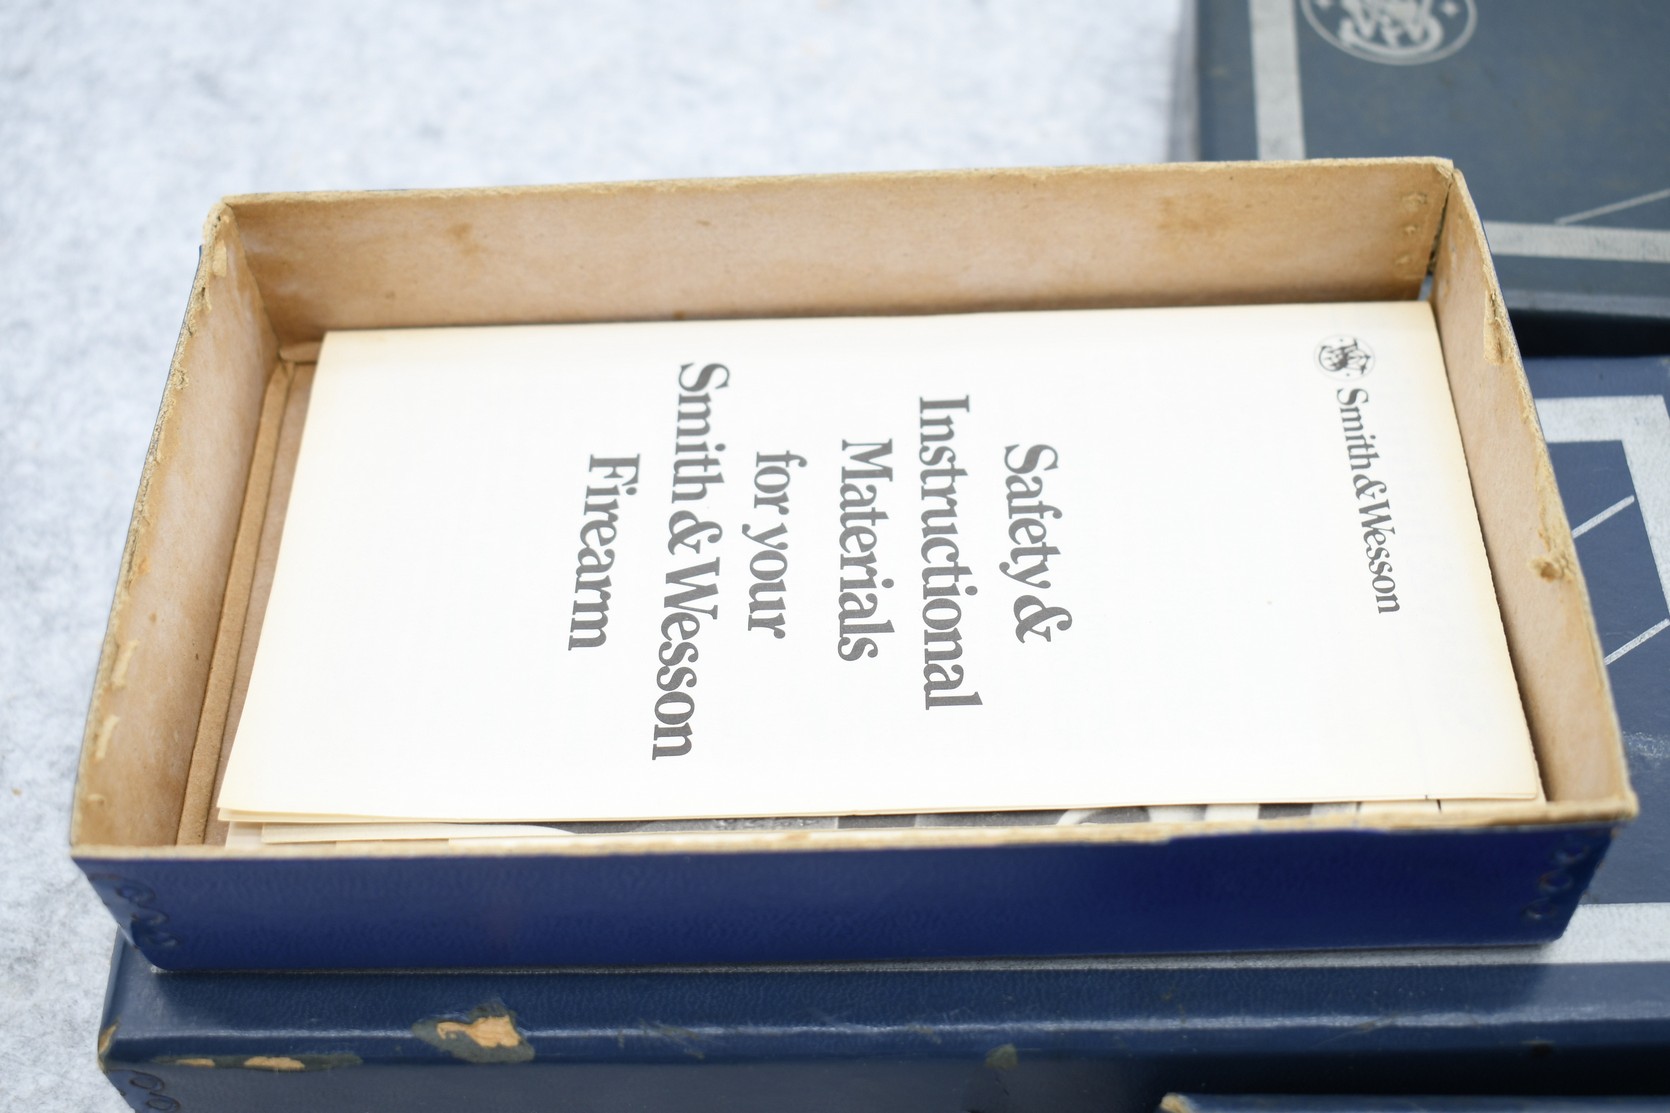 Smith & Wesson
Safety &
Instructional
Materials
for your
Smith & Wesson
Firearm